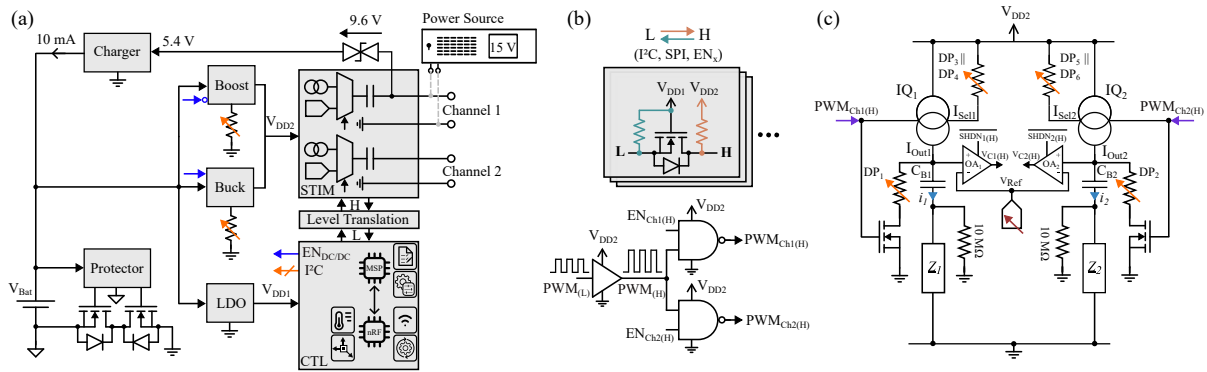 (a)
10 mA
Charger
5.4 V
9.6 V
Power Source
15 V
Boost
VDD2
Buck
Channel 1
Channel 2
STIM
H
Level Translation
L
ENDC/DC
I²C
MSP
nRF
CTL
Protector
VBat
LDO
VDD1
(b)
L H
(I²C, SPI, ENx)
VDD1
VDD2
L
H
•••
VDD2
ENCh1(H)
PWMCh1(H)
VDD2
PWM(L)
PWM(H)
VDD2
ENCh2(H)
PWMCh2(H)
(c)
VDD2
DP3 ||
DP4
DP5 ||
DP6
IQ1
IQ2
PWMCh1(H)
PWMCh2(H)
ISel1
ISel2
SHDN1(H)
SHDN2(H)
IOut1
IOut2
+
-
OA1
VC1(H)
VC2(H)
OA2
+
-
DP1
CB1
VRef
CB2
DP2
i1
i2
10 MΩ
10 MΩ
Z1
Z2